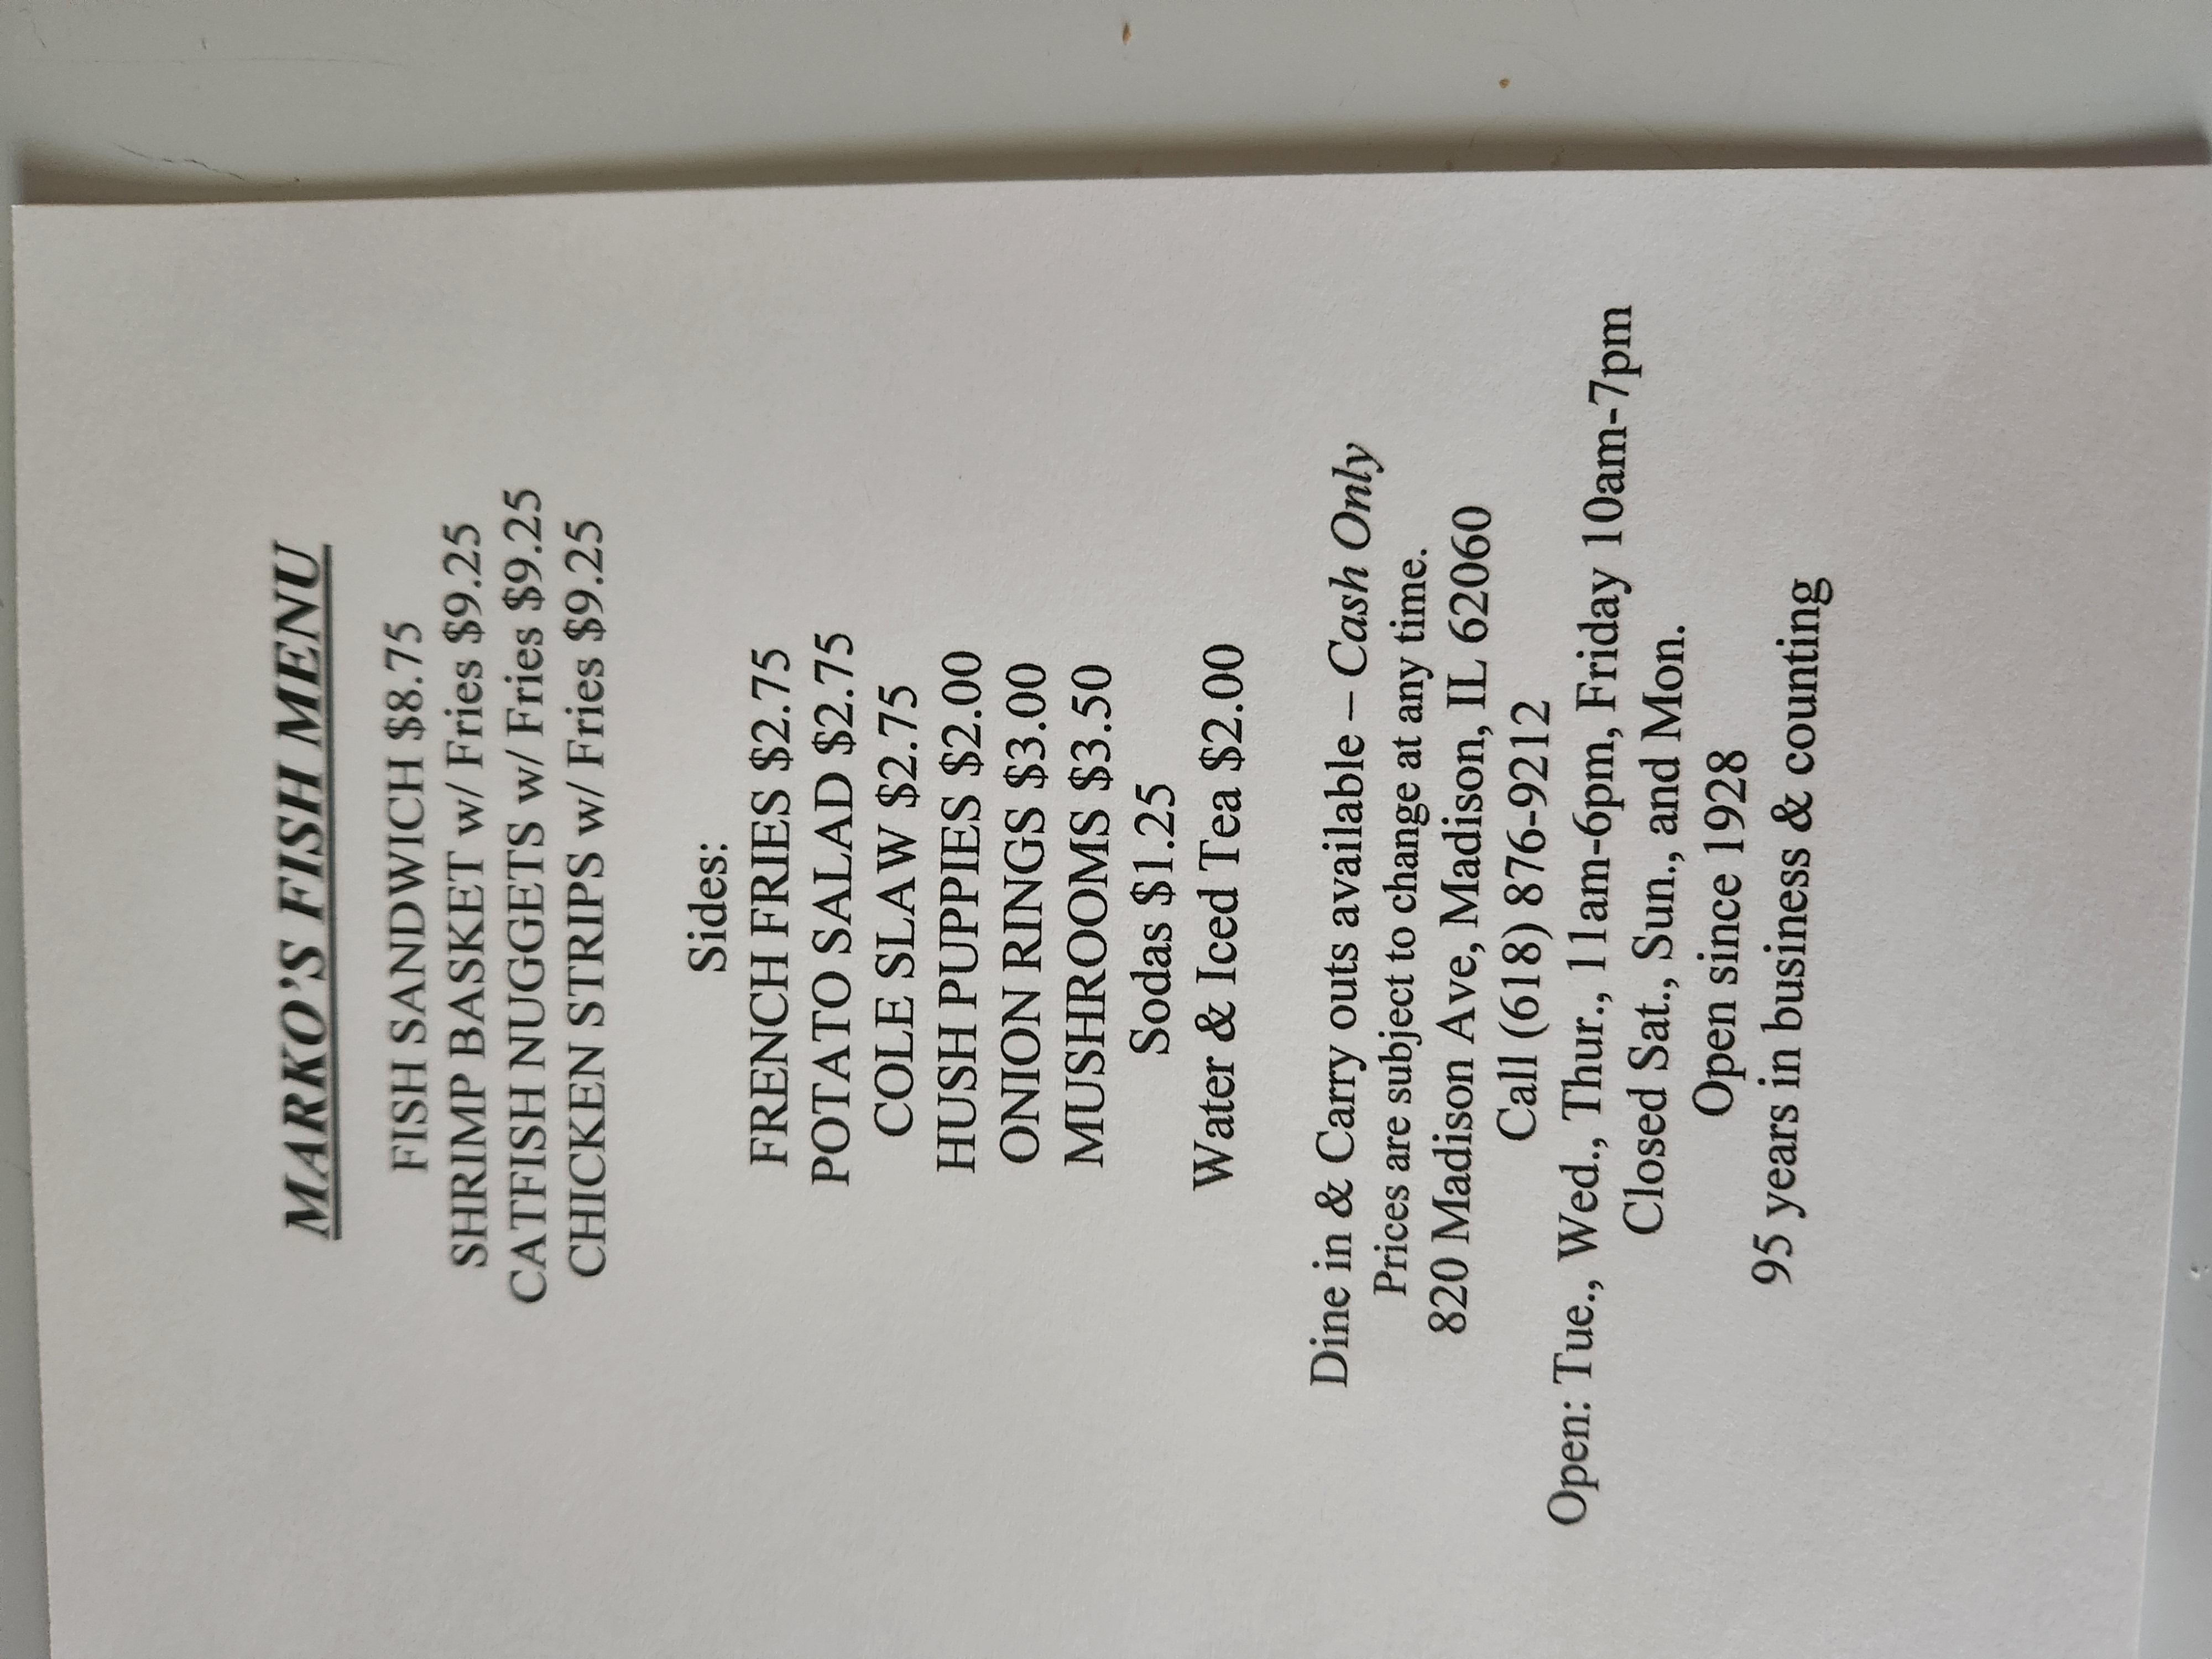 MARKO'S FISH MENU
FISH SANDWICH $8.75
SHRIMP BASKET w/ Fries $9.25
CATFISH NUGGETS w/ Fries $9.25
CHICKEN STRIPS w/ Fries $9.25
Sides:
FRENCH FRIES $2.75
POTATO SALAD $2.75
COLE SLAW $2.75
HUSH PUPPIES $2.00
ONION RINGS $3.00
MUSHROOMS $3.50
Sodas $1.25
Water & Iced Tea $2.00
Dine in & Carry outs available – Cash Only
Prices are subject to change at any time.
820 Madison Ave, Madison, IL 62060
Call (618) 876-9212
Open: Tue., Wed., Thur., 11am-6pm, Friday 10am-7pm
Closed Sat., Sun., and Mon.
Open since 1928
95 years in business & counting